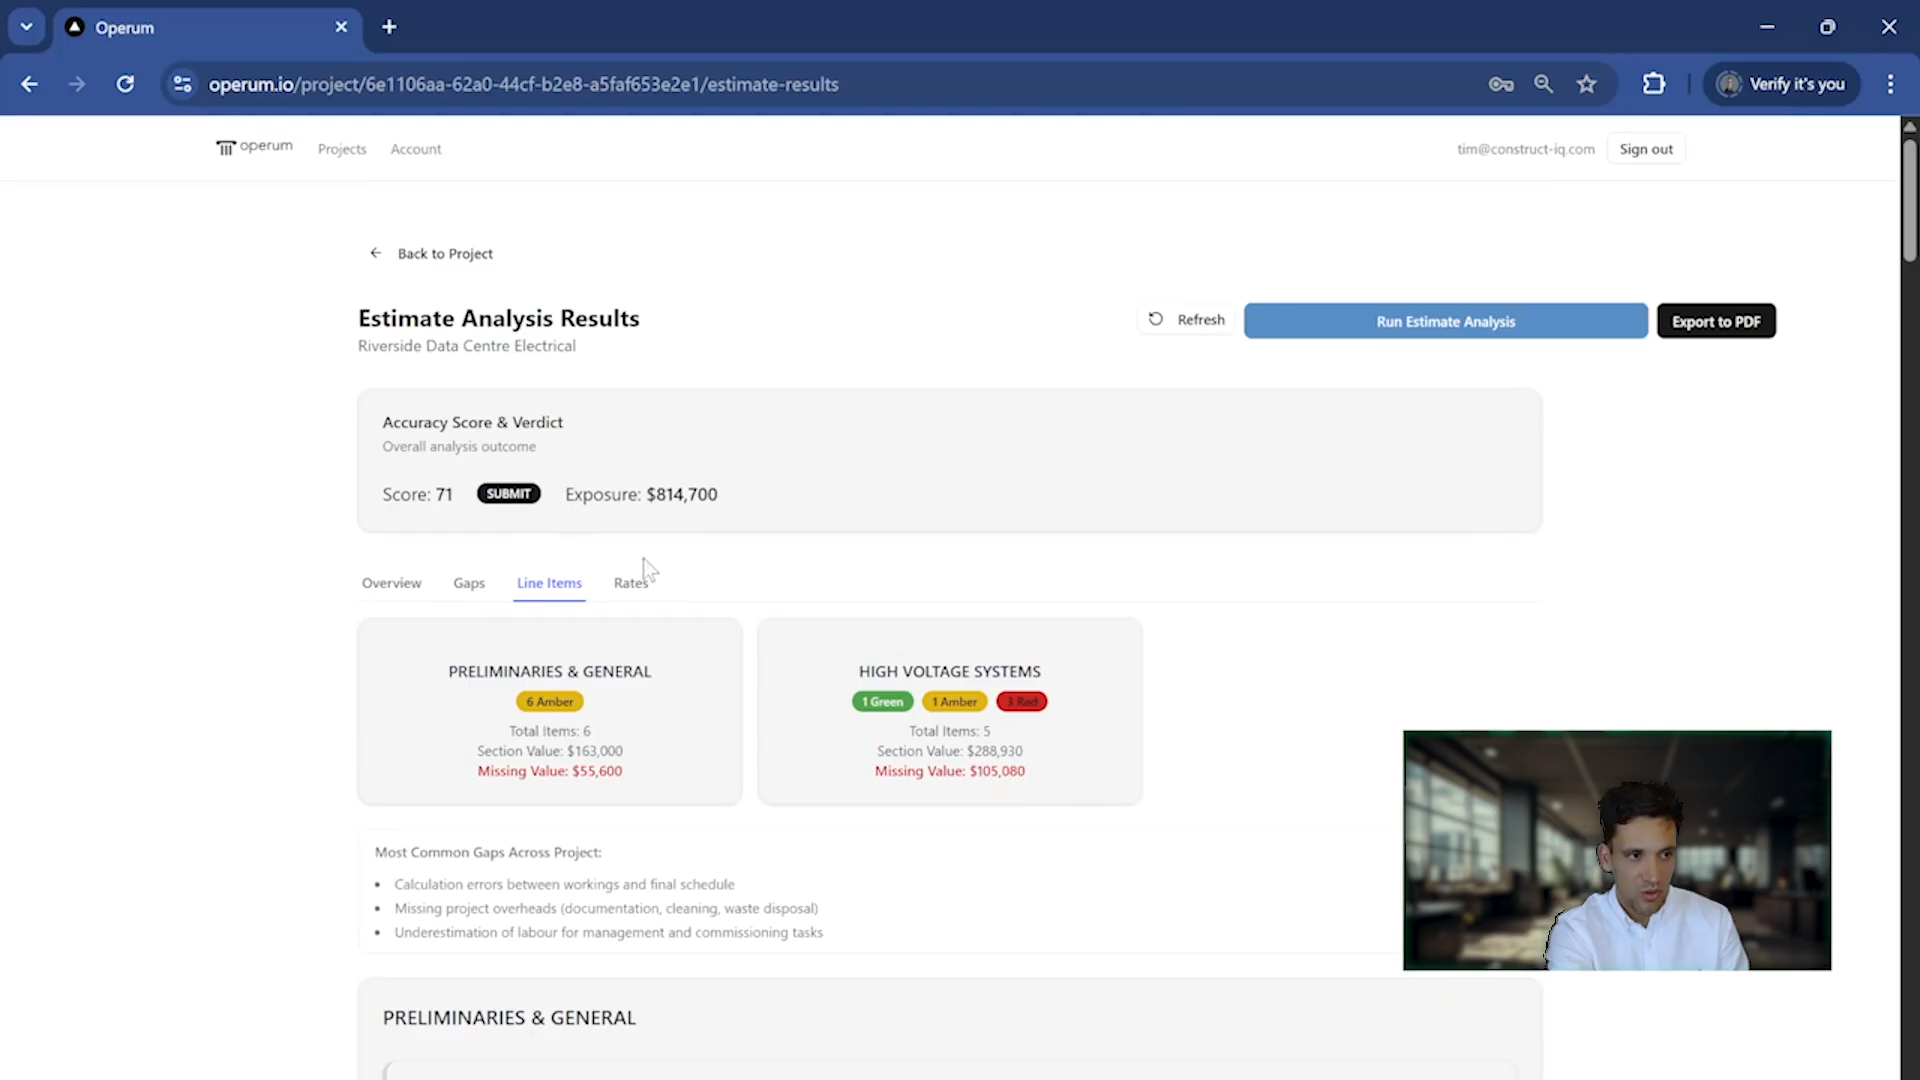 Operum
operum.io/project/6e1106aa-62a0-44cf-b2e8-a5faf653e2e1/estimate-results
Verify it's you
operum
Projects
Account
tim@construct-iq.com
Sign out
Back to Project
Estimate Analysis Results
Riverside Data Centre Electrical
Refresh
Run Estimate Analysis
Export to PDF
Accuracy Score & Verdict
Overall analysis outcome
Score: 71
SUBMIT
Exposure: $814,700
Overview
Gaps
Line Items
Rates
PRELIMINARIES & GENERAL
6 Amber
Total Items: 6
Section Value: $163,000
Missing Value: $55,600
HIGH VOLTAGE SYSTEMS
1 Green
1 Amber
3 Red
Total Items: 5
Section Value: $288,930
Missing Value: $105,080
Most Common Gaps Across Project:
• Calculation errors between workings and final schedule
• Missing project overheads (documentation, cleaning, waste disposal)
• Underestimation of labour for management and commissioning tasks
PRELIMINARIES & GENERAL